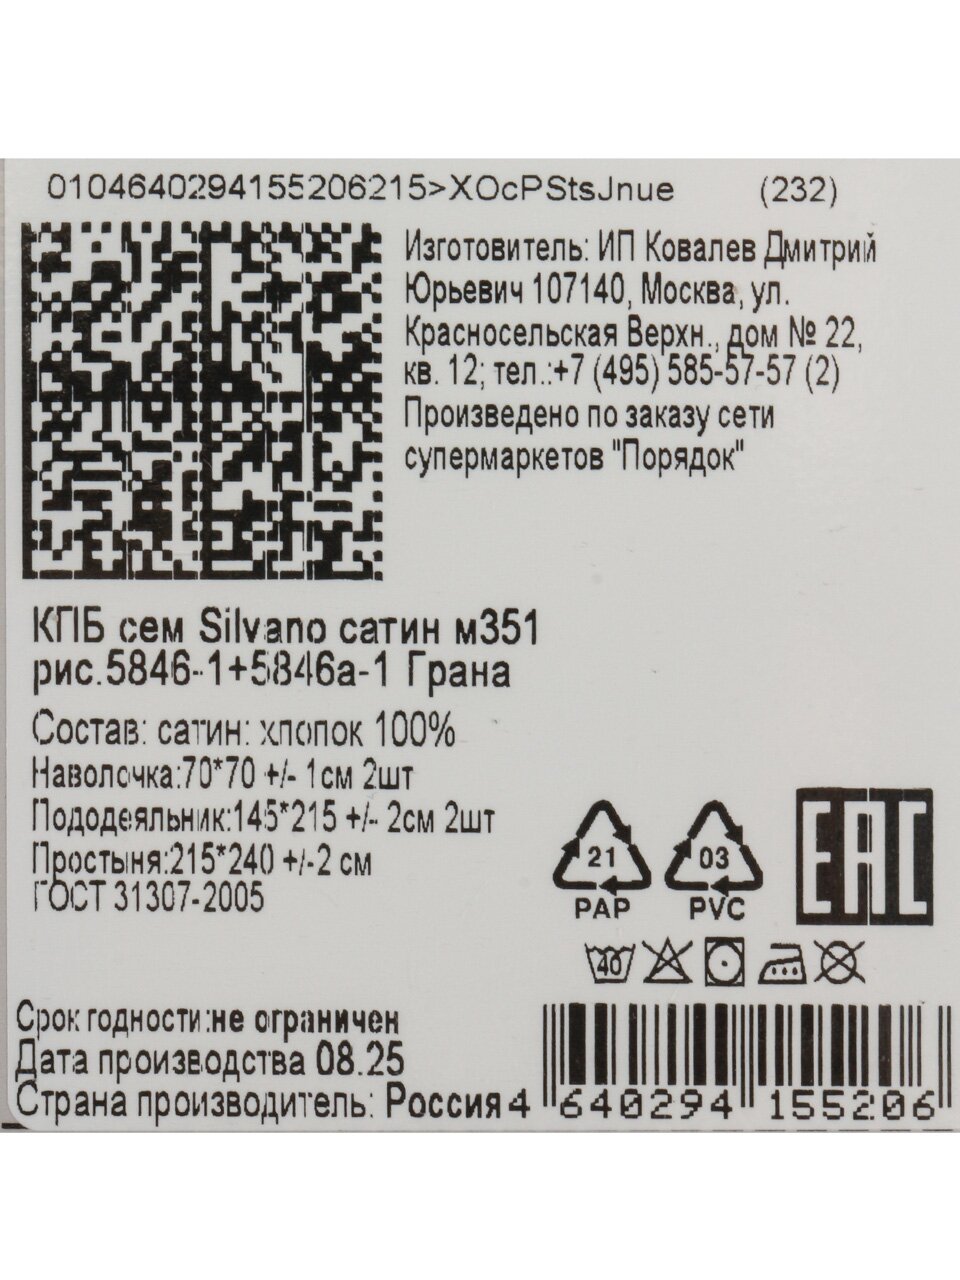 0104640294155206215>XOcPStsJnue (232)
Изготовитель: ИП Ковалев Дмитрий
Юрьевич 107140, Москва, ул.
Красносельская Верхн., дом № 22,
кв. 12; тел.:+7 (495) 585-57-57 (2)
Произведено по заказу сети
супермаркетов "Порядок"
КПБ сем Silvano сатин м351
рис.5846-1+5846а-1 Грана
Состав: сатин: хлопок 100%
Наволочка:70*70 +/- 1см 2шт
Пододеяльник:145*215 +/- 2см 2шт
Простыня:215*240 +/-2 см
ГОСТ 31307-2005
21 03
PAP PVC
EAC
40
Срок годности:не ограничен
Дата производства 08.25
Страна производитель: Россия
4 640294 155206